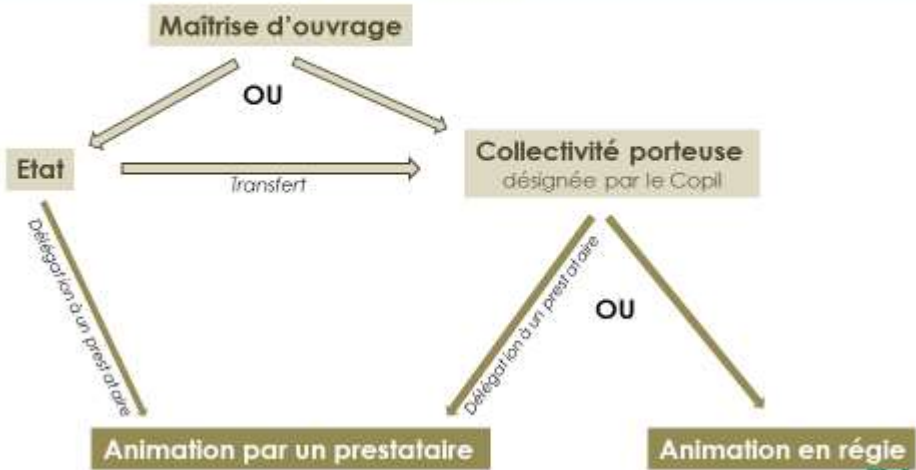 Maîtrise d'ouvrage
OU
Etat
Transfert
Collectivité porteuse
désignée par le Copil
Délégation à un prestataire
Délégation à un prestataire
OU
Animation par un prestataire
Animation en régie